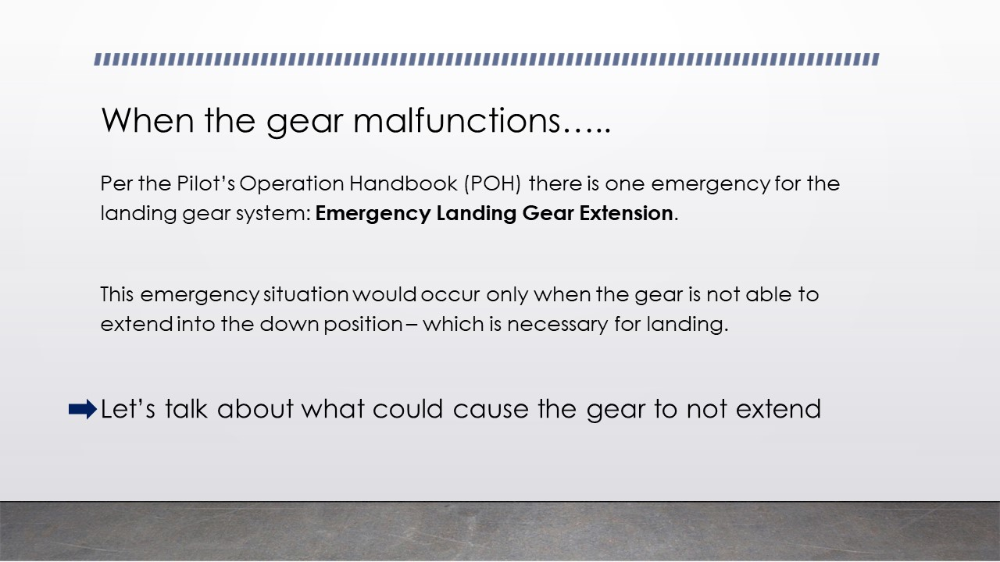 When the gear malfunctions…..
Per the Pilot’s Operation Handbook (POH) there is one emergency for the
landing gear system: Emergency Landing Gear Extension.
This emergency situation would occur only when the gear is not able to
extend into the down position – which is necessary for landing.
Let’s talk about what could cause the gear to not extend